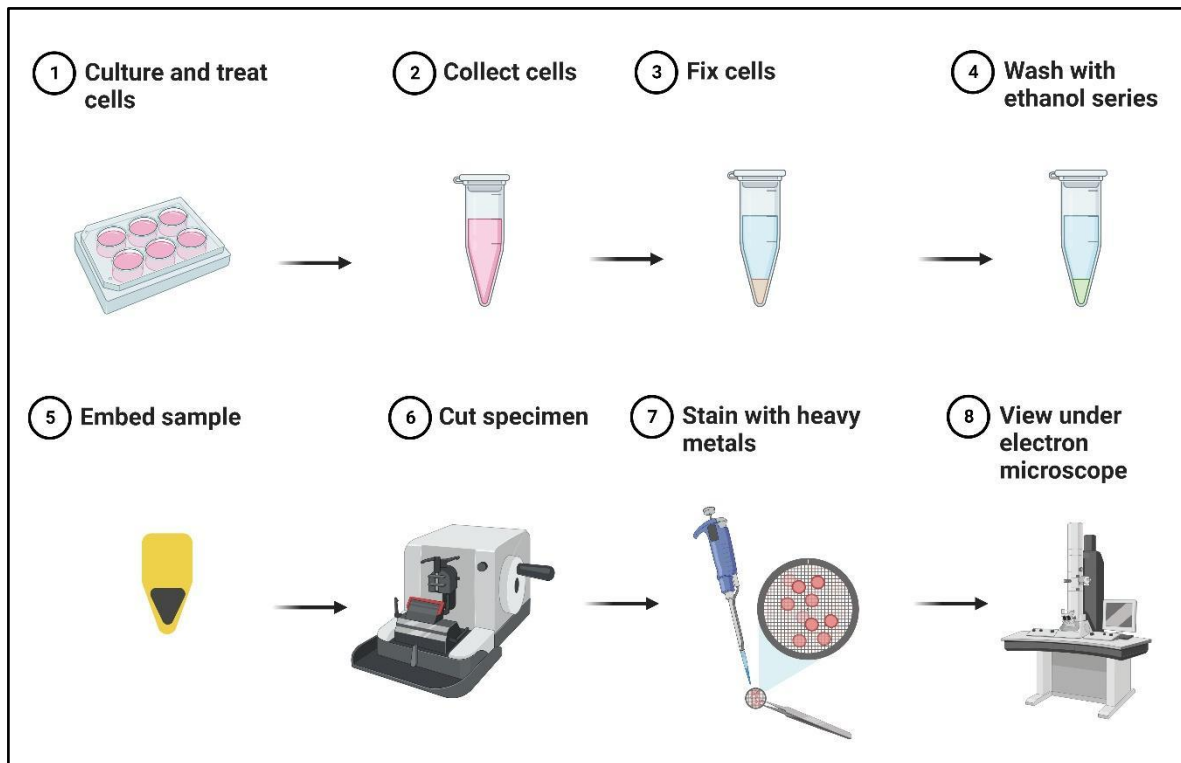 1 Culture and treat
cells
2 Collect cells
3 Fix cells
4 Wash with
ethanol series
5 Embed sample
6 Cut specimen
7 Stain with heavy
metals
8 View under
electron
microscope